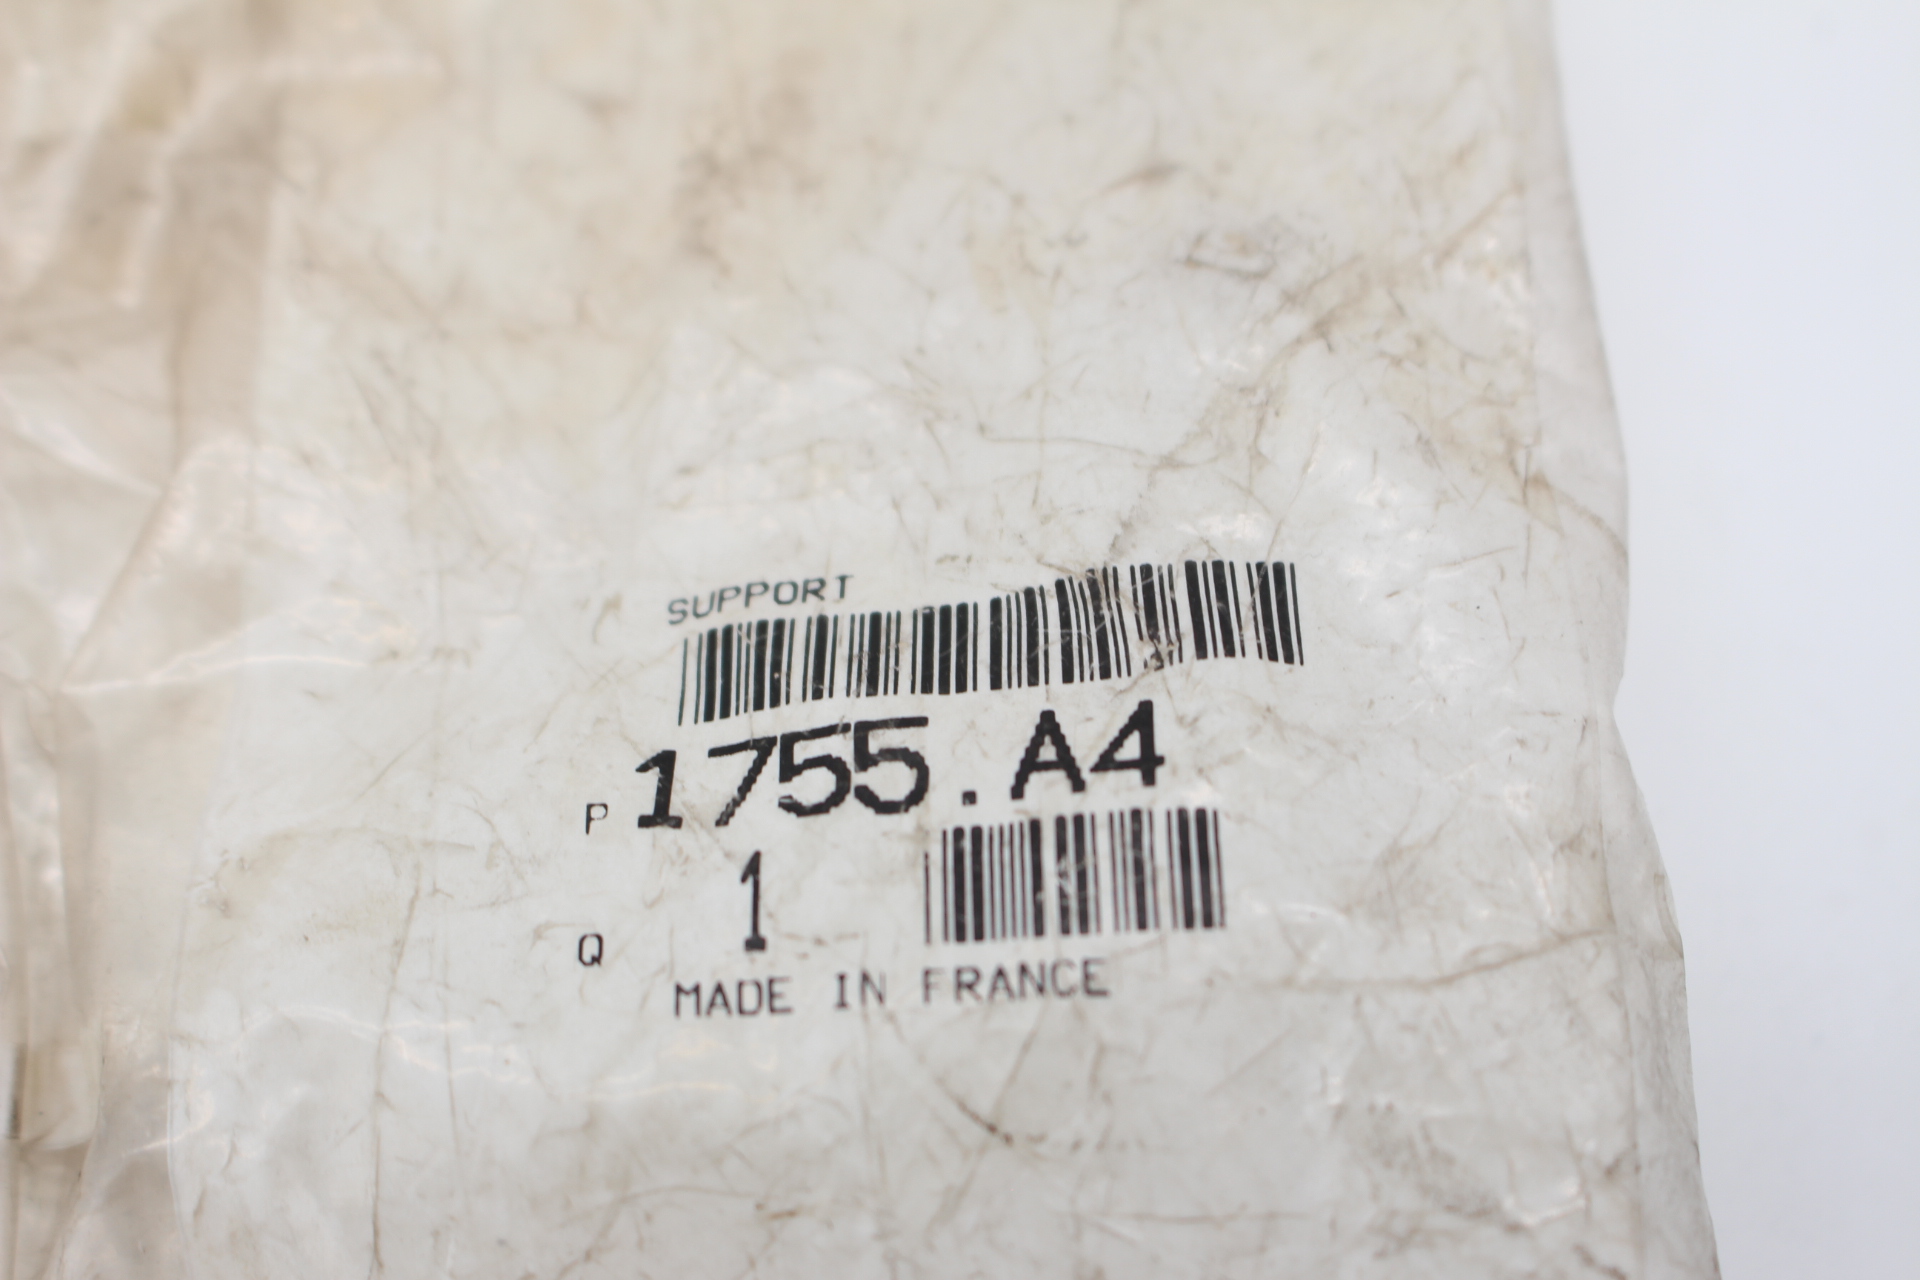 SUPPORT
P 1755.A4
Q 1
MADE IN FRANCE